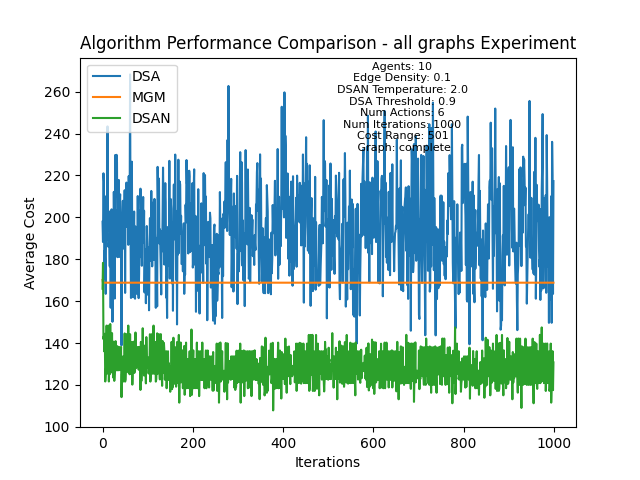 Algorithm Performance Comparison - all graphs Experiment
DSA
MGM
DSAN
Agents: 10
Edge Density: 0.1
DSAN Temperature: 2.0
DSA Threshold: 0.9
Num Actions: 6
Num Iterations: 1000
Cost Range: 501
Graph: complete
Average Cost
260
240
220
200
180
160
140
120
100
0
200
400
600
800
1000
Iterations